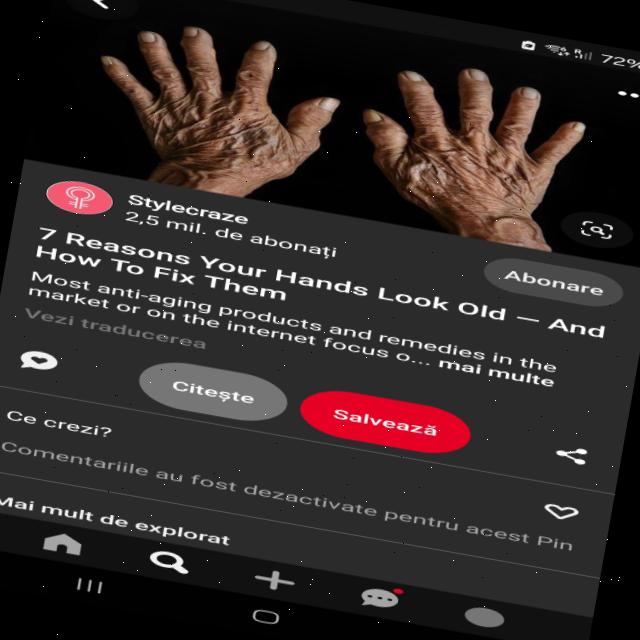 72%
Stylecraze
2,5 mil. de abonați
Abonare
7 Reasons Your Hands Look Old — And
How To Fix Them
Most anti-aging products and remedies in the
market or on the internet focus o... mai multe
Vezi traducerea
Citește
Salvează
Ce crezi?
Comentariile au fost dezactivate pentru acest Pin
Mai mult de explorat